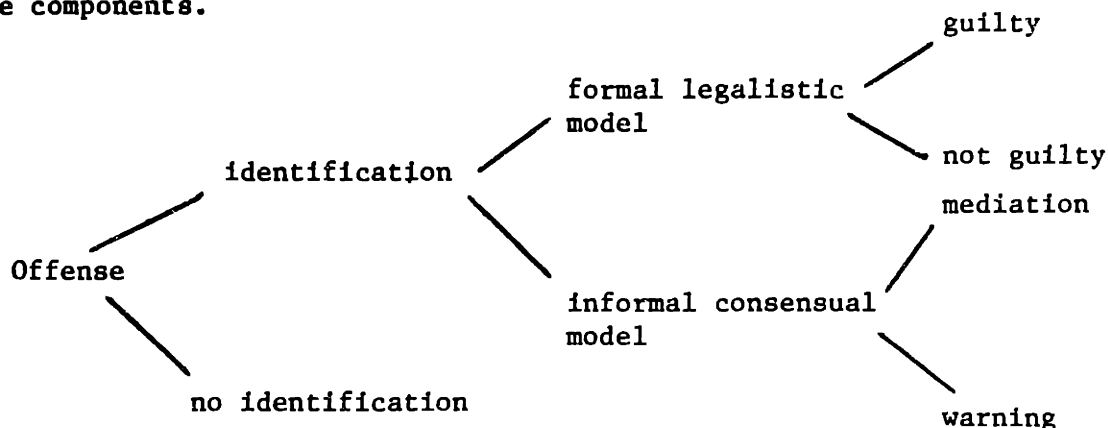 e components.
guilty
formal legalistic
model
not guilty
identification
mediation
Offense
informal consensual
model
no identification
warning